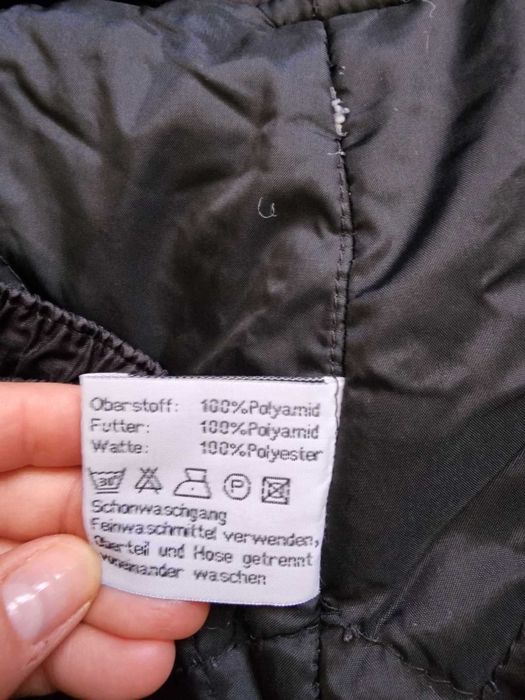 Oberstoff: 100%Polyamid
Futter: 100%Polyamid
Watte: 100%Polyester
30 P
Schonwaschgang
Feinwaschmittel verwenden,
Oberteil und Hose getrennt
voneinander waschen